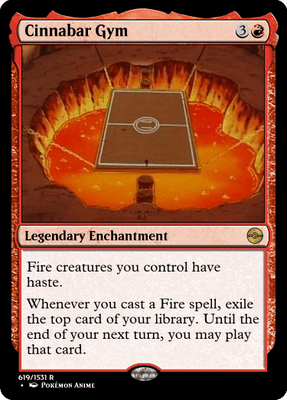 Cinnabar Gym 3
Legendary Enchantment
Fire creatures you control have
haste.
Whenever you cast a Fire spell, exile
the top card of your library. Until the
end of your next turn, you may play
that card.
619/1531 R
• Pokémon Anime